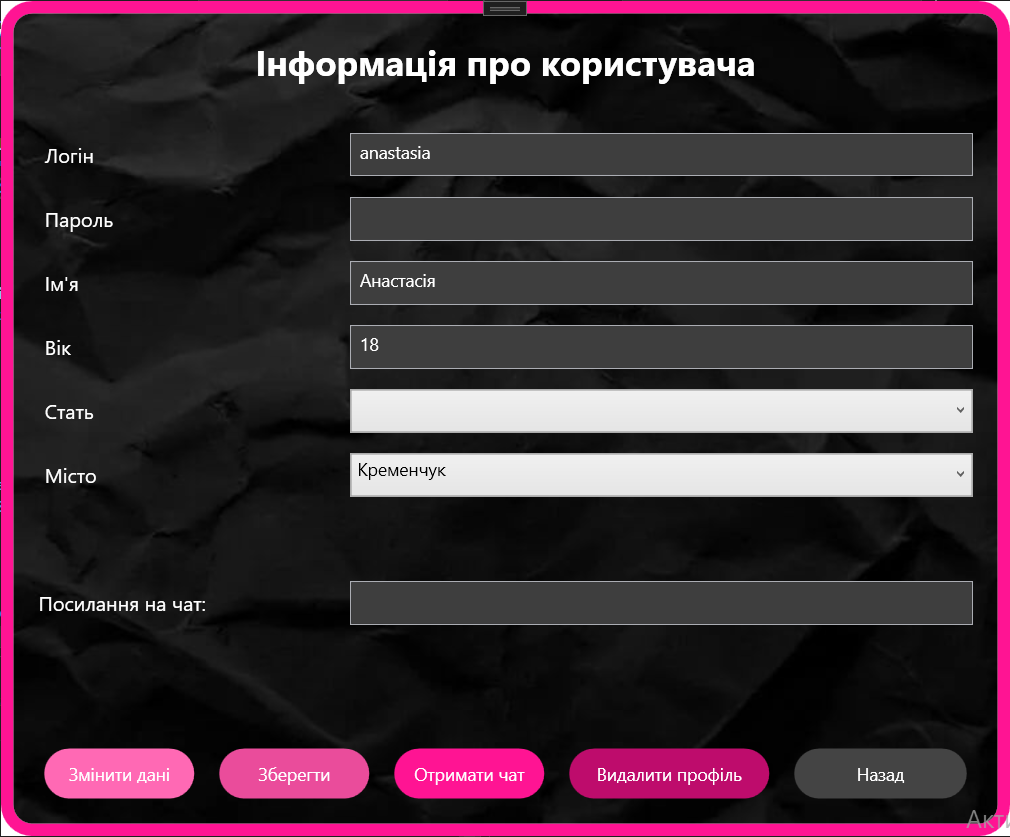 Інформація про користувача
Логін
anastasia
Пароль
Ім'я
Анастасія
Вік
18
Стать
Місто
Кременчук
Посилання на чат:
Змінити дані
Зберегти
Отримати чат
Видалити профіль
Назад